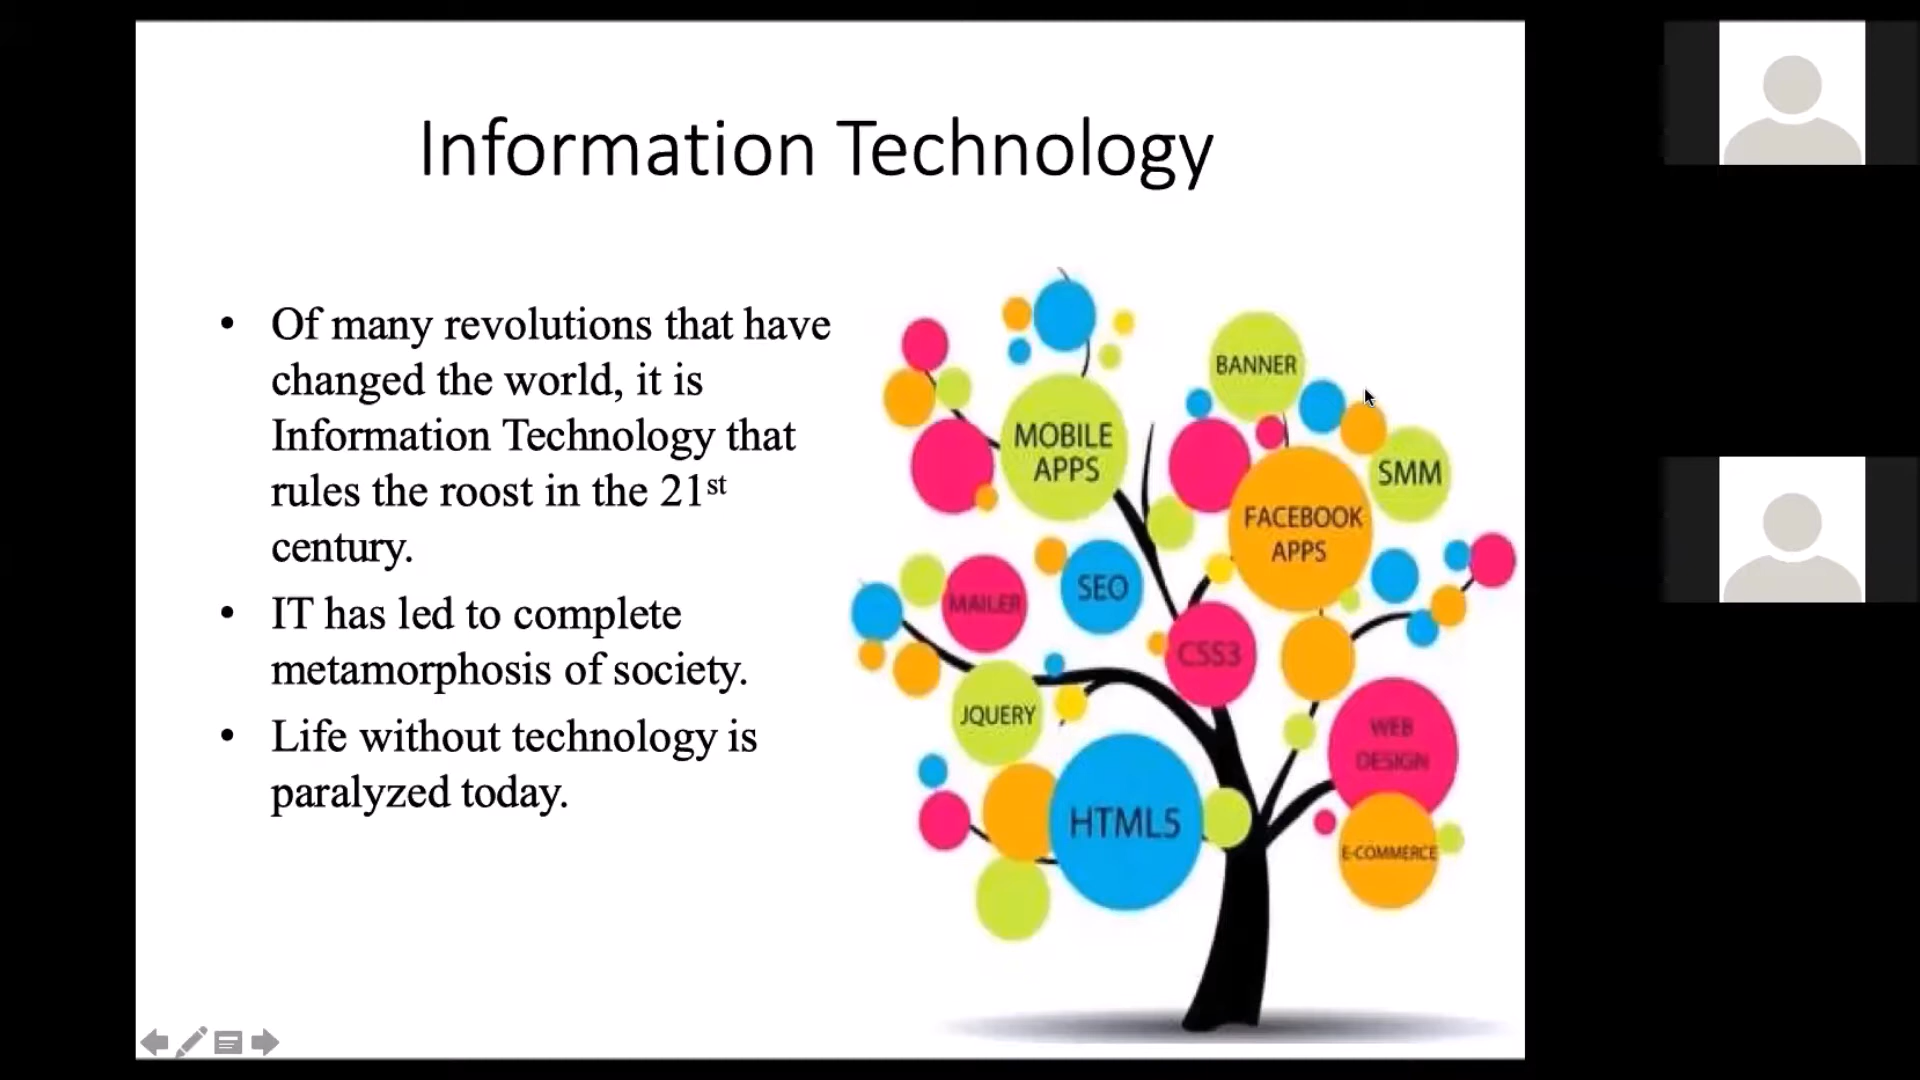 Information Technology
• Of many revolutions that have
changed the world, it is
Information Technology that
rules the roost in the 21st
century.
• IT has led to complete
metamorphosis of society.
• Life without technology is
paralyzed today.
BANNER
MOBILE
APPS
SMM
FACEBOOK
APPS
SEO
MAILER
CSS3
JQUERY
WEB
DESIGN
HTML5
E-COMMERCE